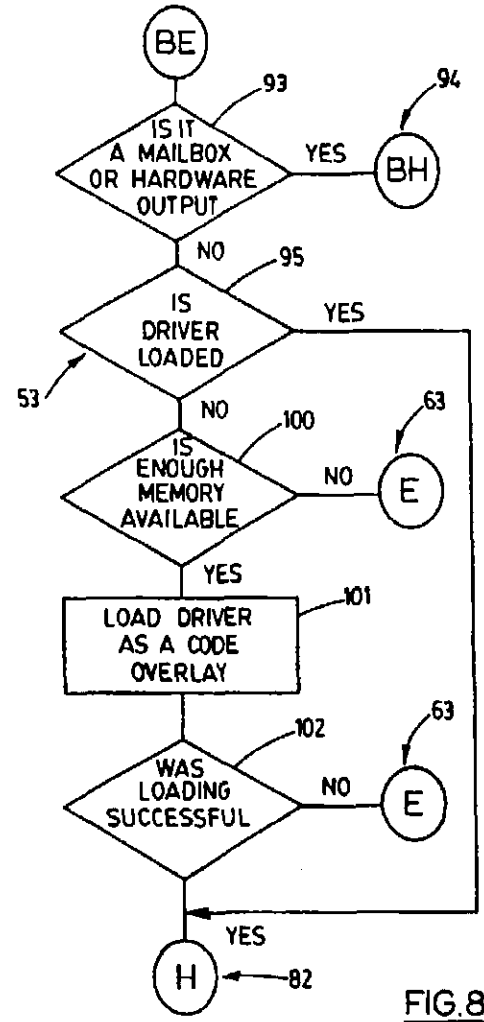 BE
93
94
IS IT
A MAILBOX
OR HARDWARE
OUTPUT
YES
BH
NO
95
IS
DRIVER
LOADED
YES
53
NO
100
63
IS
ENOUGH
MEMORY
AVAILABLE
NO
E
YES
101
LOAD DRIVER
AS A CODE
OVERLAY
102
63
WAS
LOADING
SUCCESSFUL
NO
E
YES
H
82
FIG.8